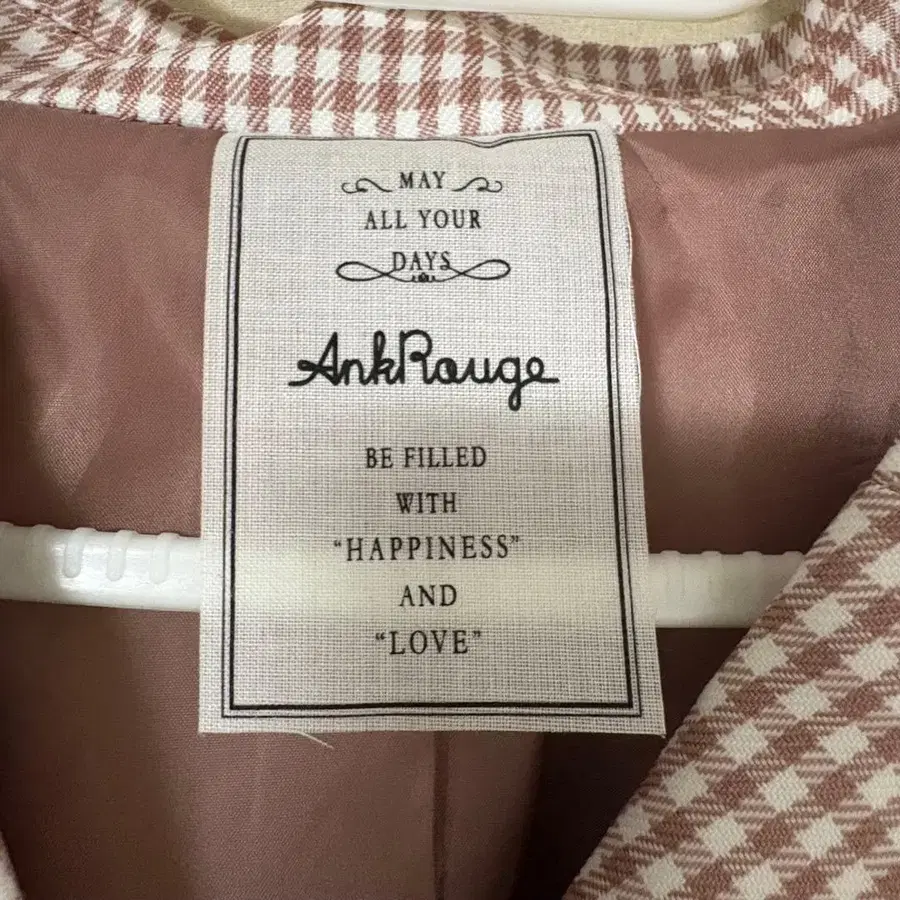 MAY
ALL YOUR
DAYS
AnkRouge
BE FILLED
WITH
“HAPPINESS”
AND
“LOVE”